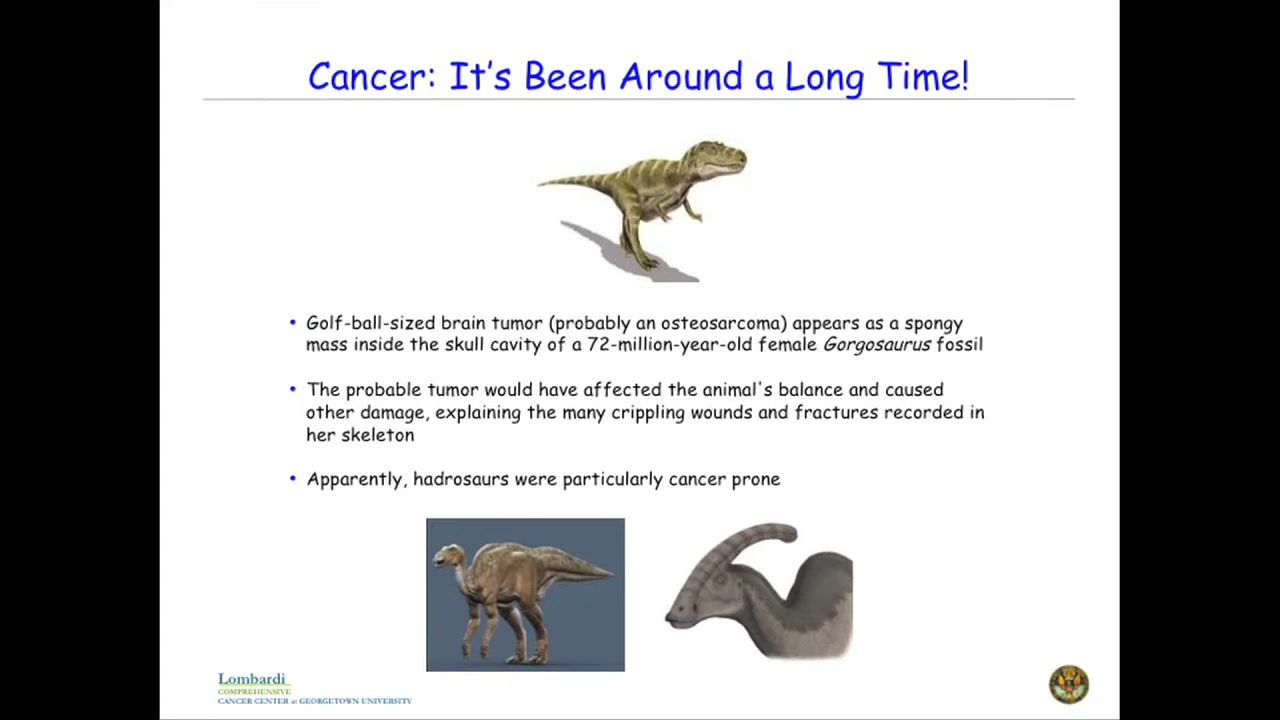 Cancer: It's Been Around a Long Time!
• Golf-ball-sized brain tumor (probably an osteosarcoma) appears as a spongy
mass inside the skull cavity of a 72-million-year-old female Gorgosaurus fossil
• The probable tumor would have affected the animal's balance and caused
other damage, explaining the many crippling wounds and fractures recorded in
her skeleton
• Apparently, hadrosaurs were particularly cancer prone
Lombardi
COMPREHENSIVE
CANCER CENTER at GEORGETOWN UNIVERSITY